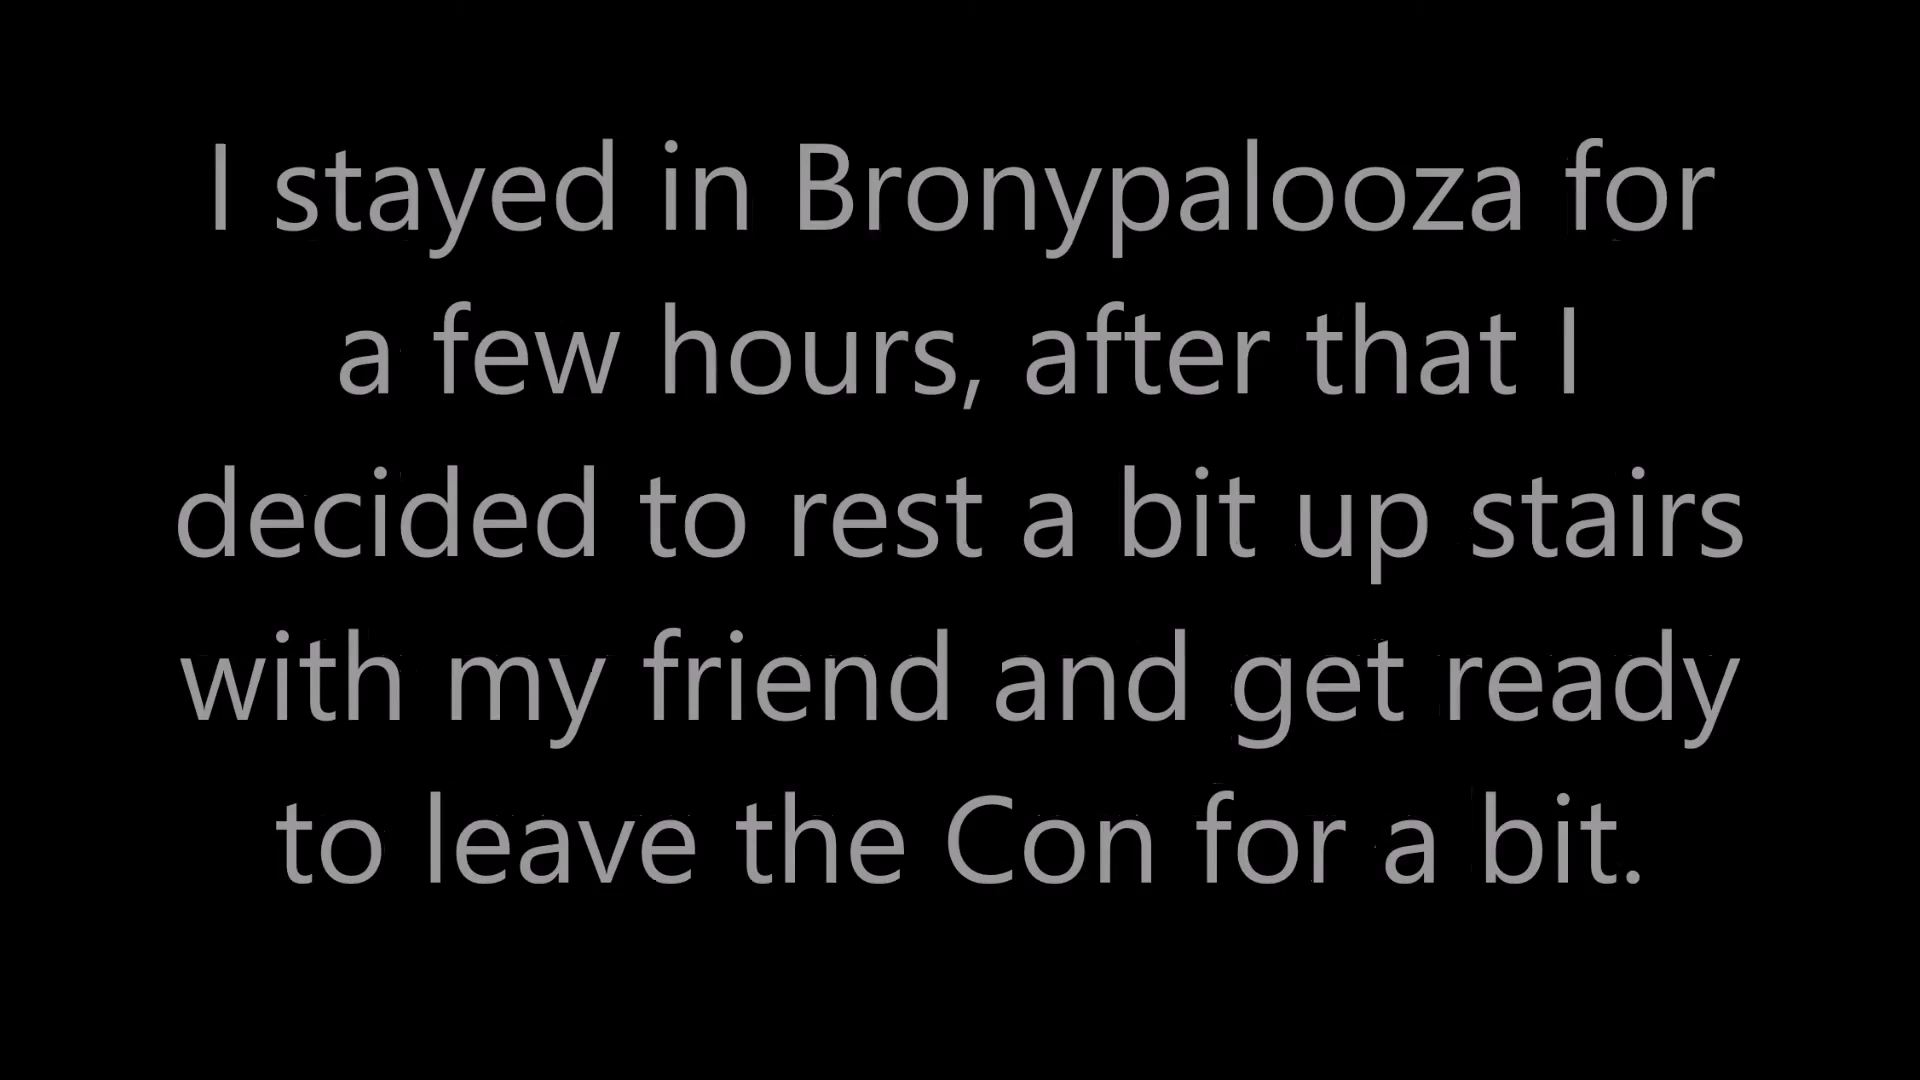 I stayed in Bronypalooza for
a few hours, after that I
decided to rest a bit up stairs
with my friend and get ready
to leave the Con for a bit.